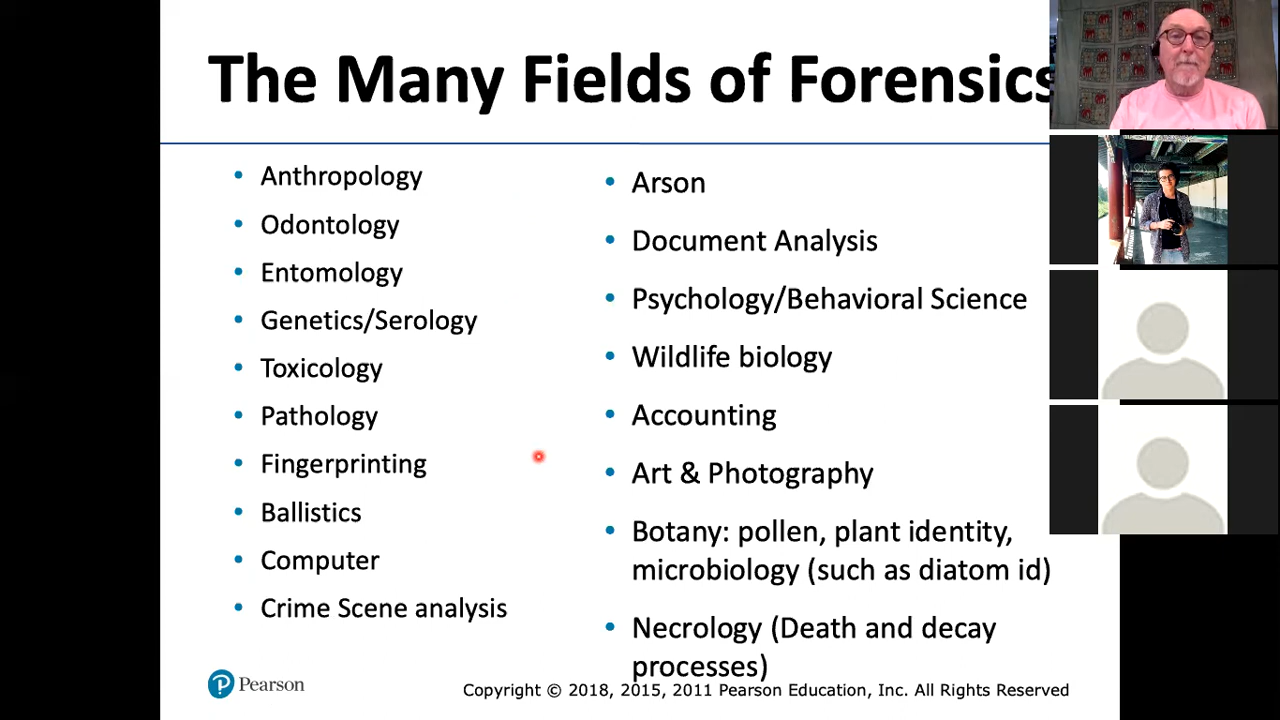 The Many Fields of Forensics
Anthropology
Odontology
Entomology
Genetics/Serology
Toxicology
Pathology
Fingerprinting
Ballistics
Computer
Crime Scene analysis
Arson
Document Analysis
Psychology/Behavioral Science
Wildlife biology
Accounting
Art & Photography
Botany: pollen, plant identity,
microbiology (such as diatom id)
Necrology (Death and decay
processes)
Pearson
Copyright © 2018, 2015, 2011 Pearson Education, Inc. All Rights Reserved